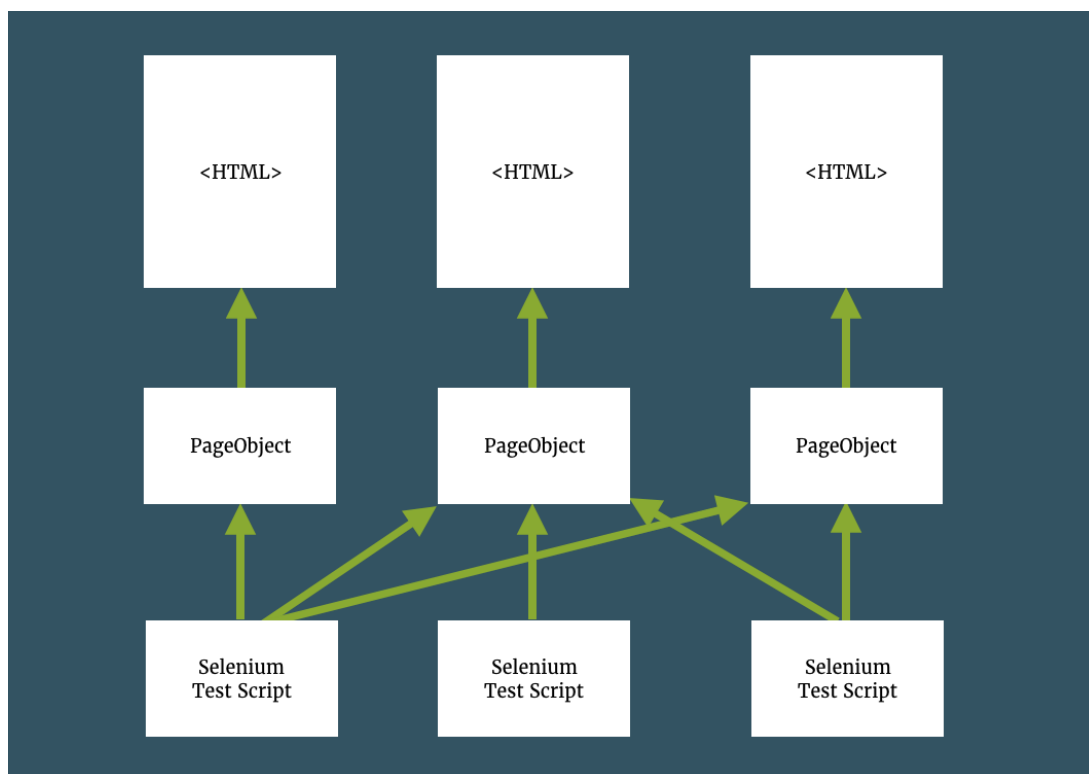 <HTML>
<HTML>
<HTML>
PageObject
PageObject
PageObject
Selenium
Test Script
Selenium
Test Script
Selenium
Test Script